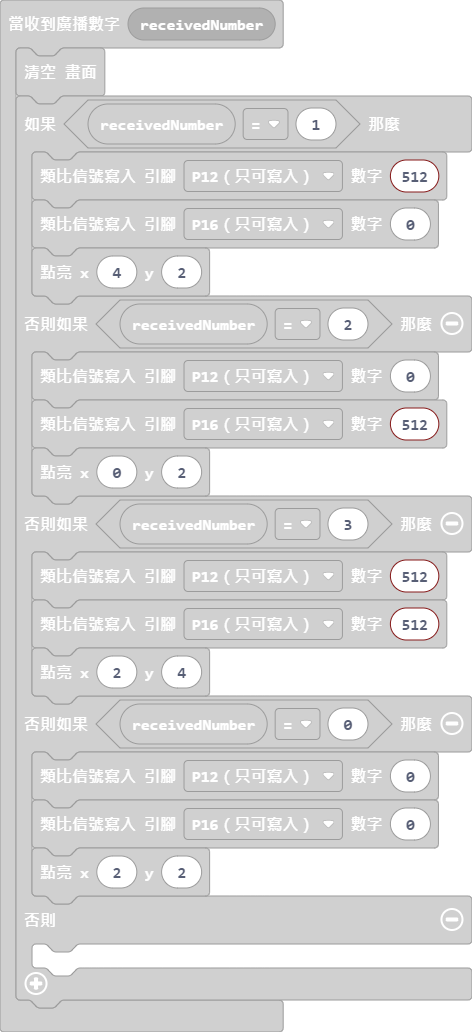 當收到廣播數字 receivedNumber
清空 畫面
如果 receivedNumber = 1 那麼
類比信號寫入 引腳 P12 ( 只可寫入 ) 數字 512
類比信號寫入 引腳 P16 ( 只可寫入 ) 數字 0
點亮 x 4 y 2
否則如果 receivedNumber = 2 那麼
類比信號寫入 引腳 P12 ( 只可寫入 ) 數字 0
類比信號寫入 引腳 P16 ( 只可寫入 ) 數字 512
點亮 x 0 y 2
否則如果 receivedNumber = 3 那麼
類比信號寫入 引腳 P12 ( 只可寫入 ) 數字 512
類比信號寫入 引腳 P16 ( 只可寫入 ) 數字 512
點亮 x 2 y 4
否則如果 receivedNumber = 0 那麼
類比信號寫入 引腳 P12 ( 只可寫入 ) 數字 0
類比信號寫入 引腳 P16 ( 只可寫入 ) 數字 0
點亮 x 2 y 2
否則